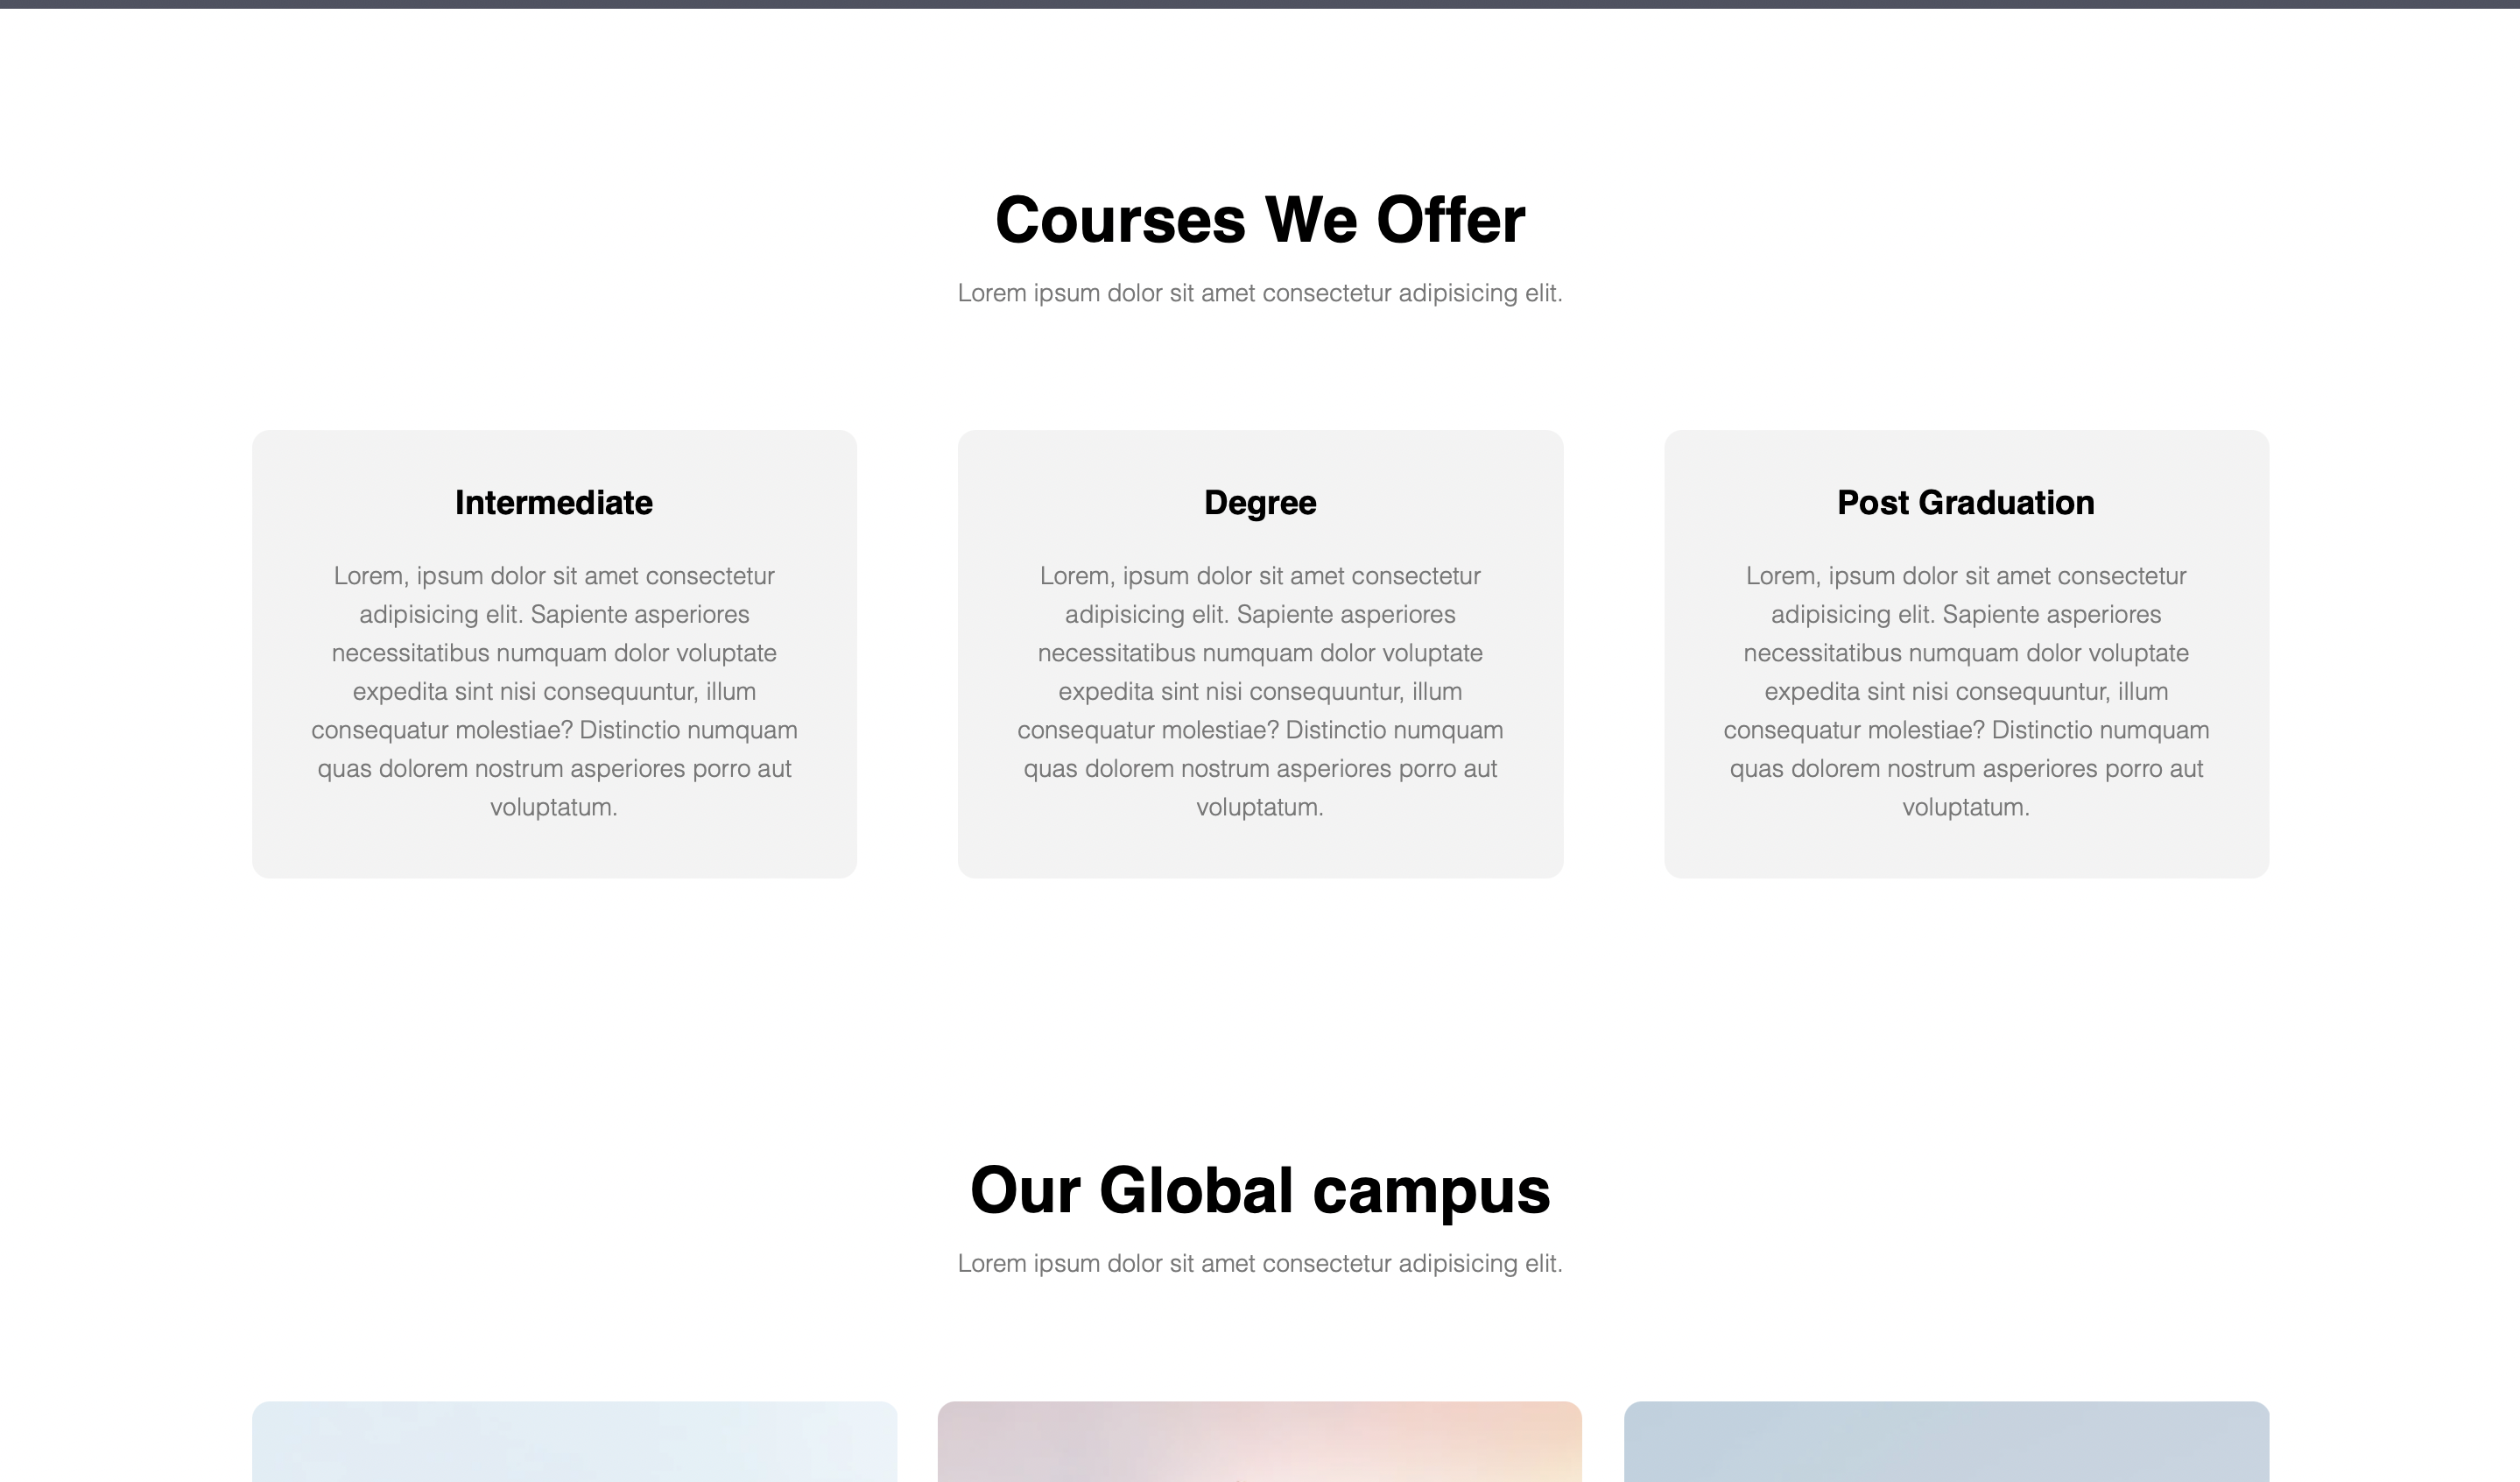 Courses We Offer
Lorem ipsum dolor sit amet consectetur adipisicing elit.
Intermediate
Lorem, ipsum dolor sit amet consectetur
adipisicing elit. Sapiente asperiores
necessitatibus numquam dolor voluptate
expedita sint nisi consequuntur, illum
consequatur molestiae? Distinctio numquam
quas dolorem nostrum asperiores porro aut
voluptatum.
Degree
Lorem, ipsum dolor sit amet consectetur
adipisicing elit. Sapiente asperiores
necessitatibus numquam dolor voluptate
expedita sint nisi consequuntur, illum
consequatur molestiae? Distinctio numquam
quas dolorem nostrum asperiores porro aut
voluptatum.
Post Graduation
Lorem, ipsum dolor sit amet consectetur
adipisicing elit. Sapiente asperiores
necessitatibus numquam dolor voluptate
expedita sint nisi consequuntur, illum
consequatur molestiae? Distinctio numquam
quas dolorem nostrum asperiores porro aut
voluptatum.
Our Global campus
Lorem ipsum dolor sit amet consectetur adipisicing elit.